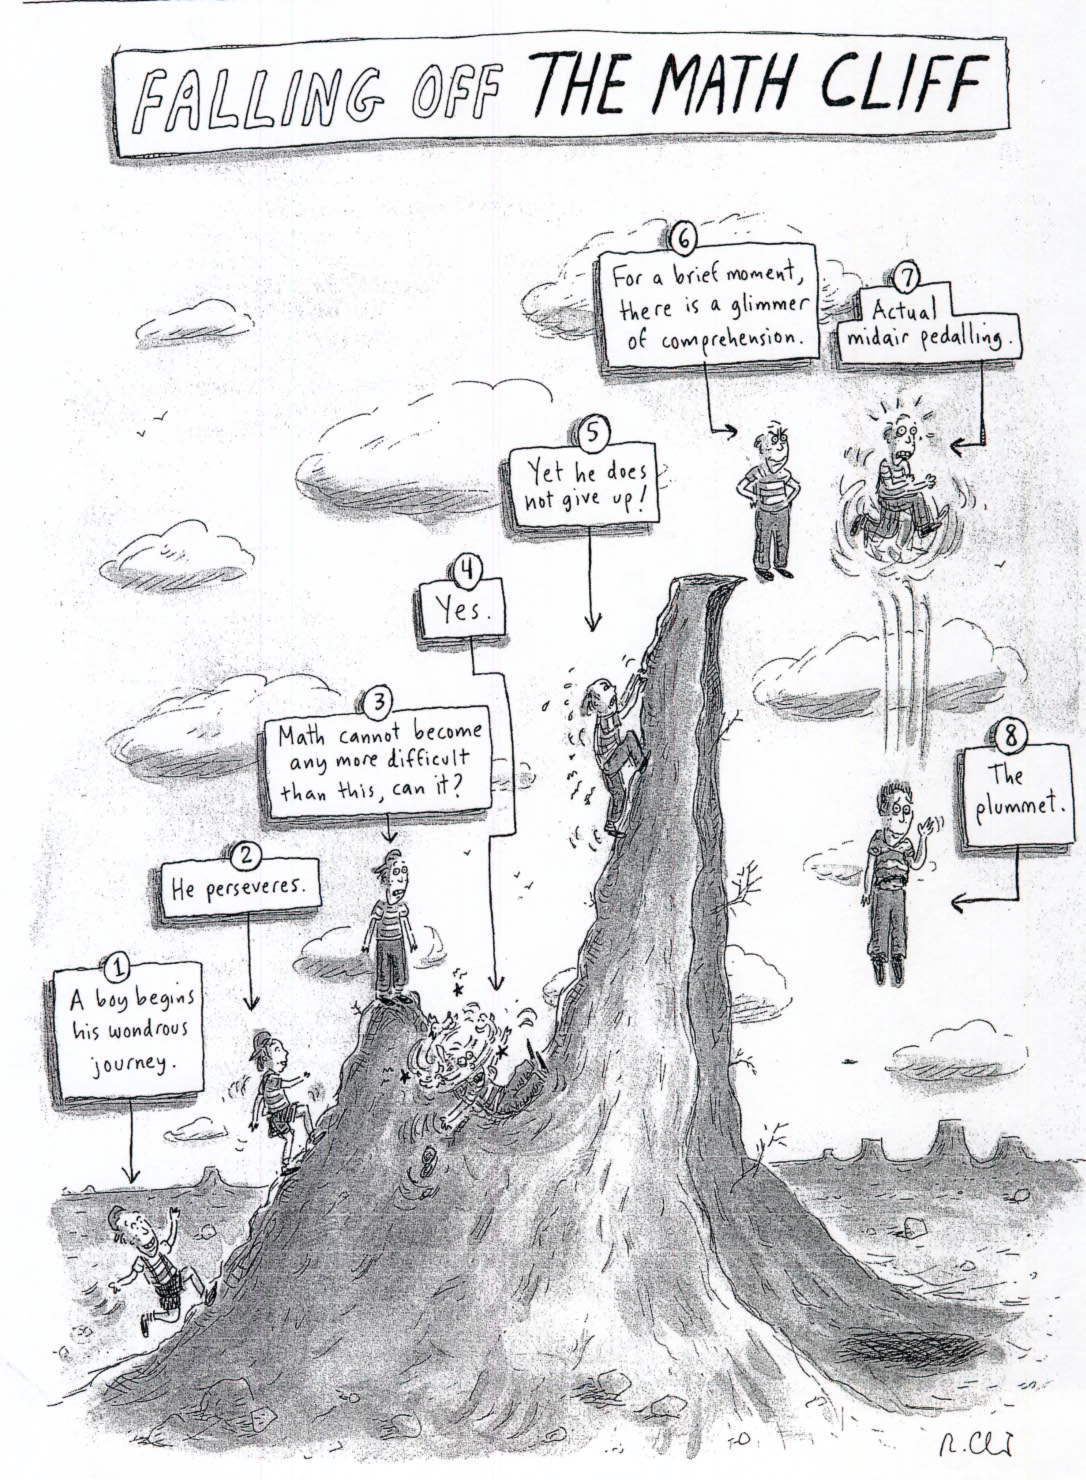 FALLING OFF THE MATH CLIFF
1
A boy begins
his wondrous
journey.
2
He perseveres.
3
Math cannot become
any more difficult
than this, can it?
4
Yes.
5
Yet he does
not give up!
6
For a brief moment,
there is a glimmer
of comprehension.
7
Actual
midair pedalling.
8
The
plummet.